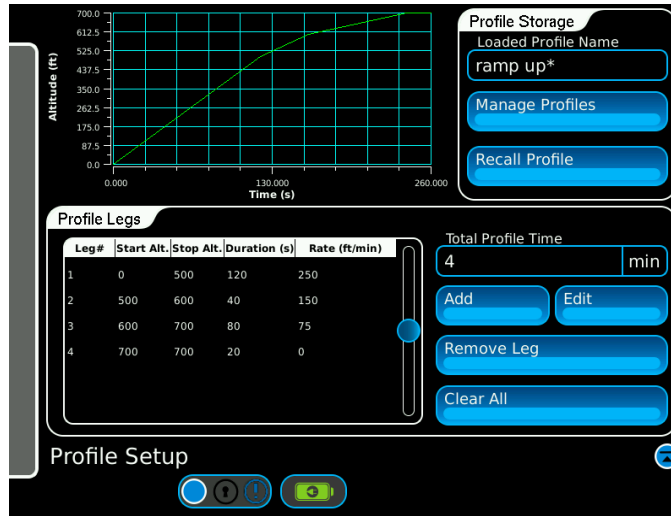 Profile Storage
Loaded Profile Name
ramp up*
Manage Profiles
Recall Profile
Altitude (ft)
700.0
612.5
525.0
437.5
350.0
262.5
175.0
87.5
0.0
0.000 130.000 260.000
Time (s)
Profile Legs
Leg# Start Alt. Stop Alt. Duration (s) Rate (ft/min)
1 0 500 120 250
2 500 600 40 150
3 600 700 80 75
4 700 700 20 0
Total Profile Time
4 min
Add Edit
Remove Leg
Clear All
Profile Setup